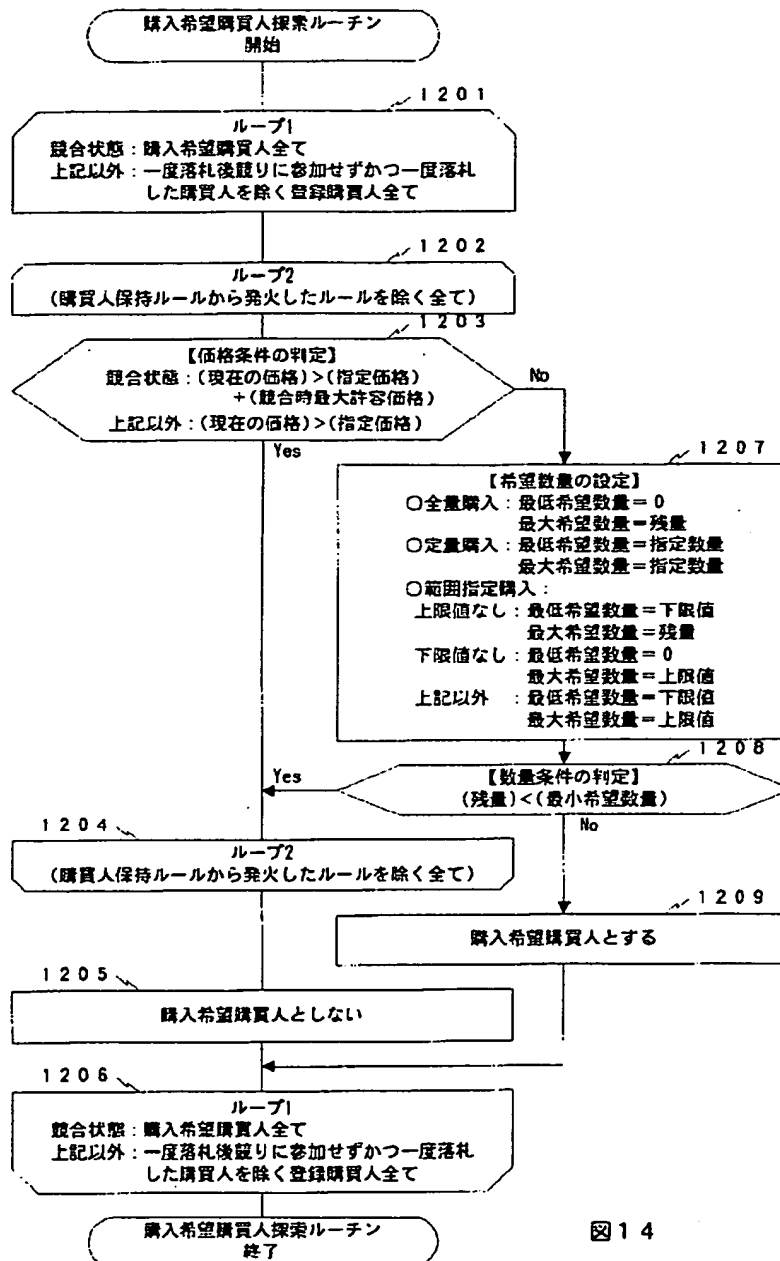 購入希望購買人探索ルーチン
開始
1201
ループ1
競合状態：購入希望購買人全て
上記以外：一度落札後競りに参加せずかつ一度落札
した購買人を除く登録購買人全て
1202
ループ2
(購買人保持ルールから発火したルールを除く全て)
1203
【価格条件の判定】
競合状態：(現在の価格)>(指定価格)
+(競合時最大許容価格)
上記以外：(現在の価格)>(指定価格)
No
Yes
1207
【希望数量の設定】
○全量購入：最低希望数量＝0
最大希望数量＝残量
○定量購入：最低希望数量＝指定数量
最大希望数量＝指定数量
○範囲指定購入：
上限値なし：最低希望数量＝下限値
最大希望数量＝残量
下限値なし：最低希望数量＝0
最大希望数量＝上限値
上記以外　：最低希望数量＝下限値
最大希望数量＝上限値
1208
【数量条件の判定】
(残量)<(最小希望数量)
Yes
No
1204
ループ2
(購買人保持ルールから発火したルールを除く全て)
1209
購入希望購買人とする
1205
購入希望購買人としない
1206
ループ1
競合状態：購入希望購買人全て
上記以外：一度落札後競りに参加せずかつ一度落札
した購買人を除く登録購買人全て
購入希望購買人探索ルーチン
終了
図14